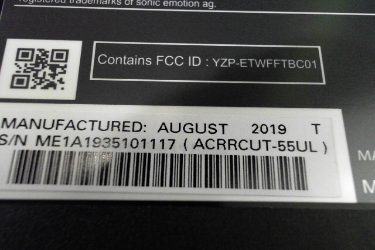 registered trademarks of sonic emotion ag.
Contains FCC ID : YZP-ETWFFTBC01
MANUFACTURED: AUGUST 2019 T
S/N ME1A1935101117 ( ACRRCUT-55UL )